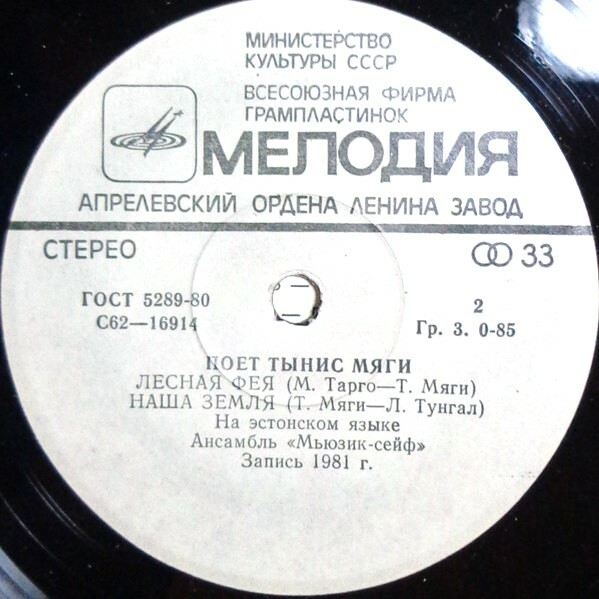 МИНИСТЕРСТВО
КУЛЬТУРЫ СССР
ВСЕСОЮЗНАЯ ФИРМА
ГРАМПЛАСТИНОК
МЕЛОДИЯ
АПРЕЛЕВСКИЙ ОРДЕНА ЛЕНИНА ЗАВОД
СТЕРЕО 33
ГОСТ 5289-80 2
С62—16914 Гр. 3. 0-85
ПОЕТ ТЫНИС МЯГИ
ЛЕСНАЯ ФЕЯ (М. Тарго—Т. Мяги)
НАША ЗЕМЛЯ (Т. Мяги—Л. Тунгал)
На эстонском языке
Ансамбль «Мьюзик-сейф»
Запись 1981 г.